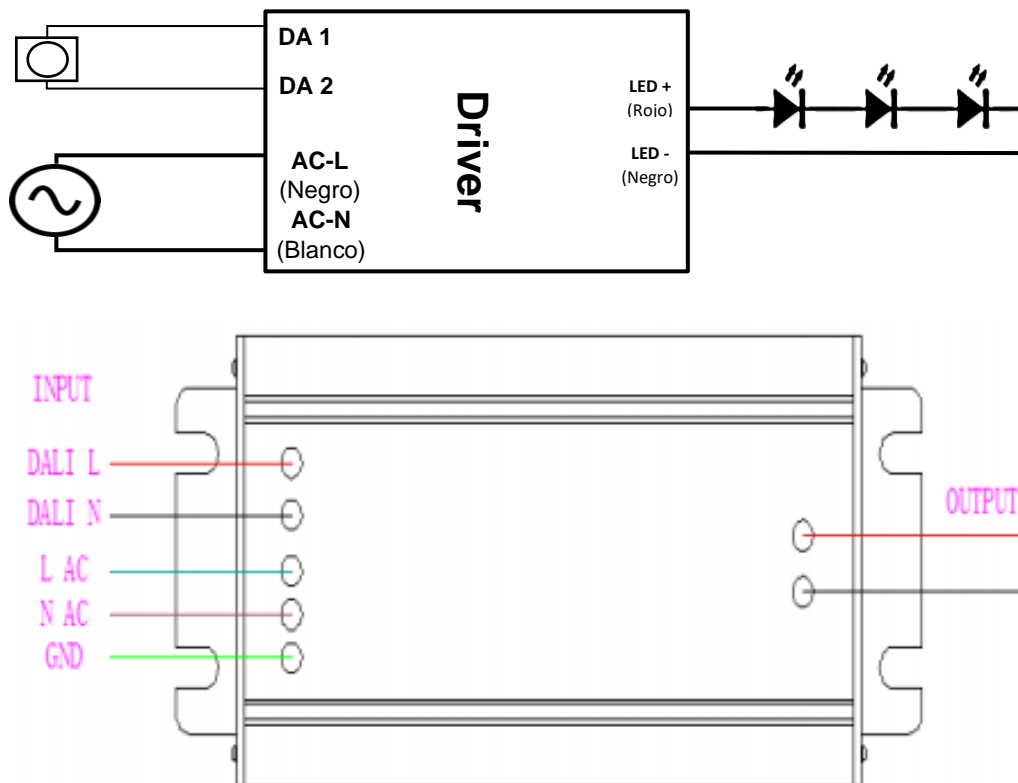 DA 1
DA 2
AC-L
(Negro)
AC-N
(Blanco)
Driver
LED +
(Rojo)
LED -
(Negro)
INPUT
DALI L
DALI N
L AC
N AC
GND
OUTPUT